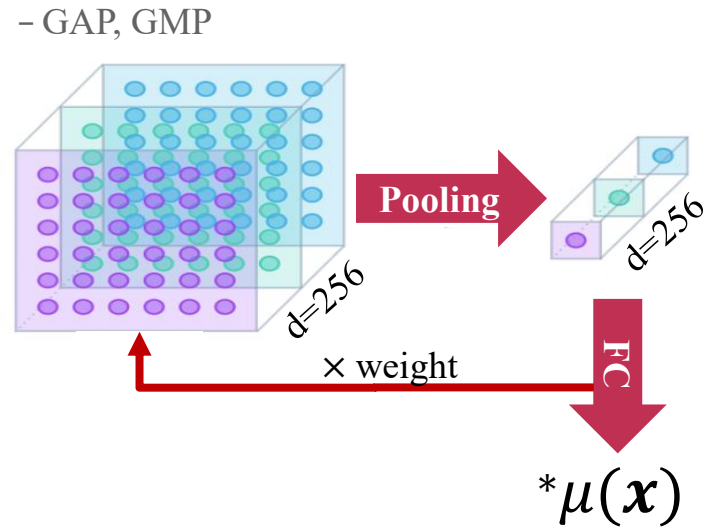 – GAP, GMP
Pooling
d=256
d=256
× weight
FC
*μ(x)